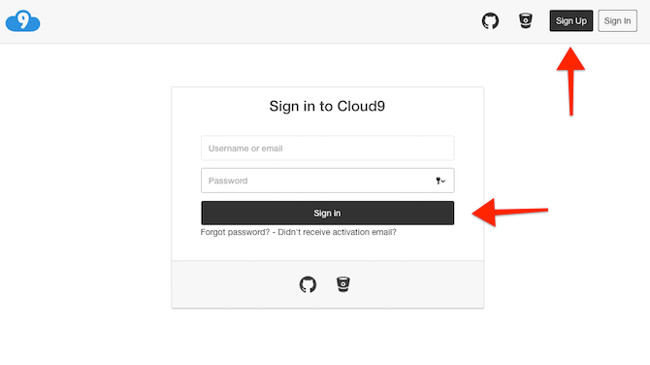 9
Sign Up
Sign In
Sign in to Cloud9
Username or email
Password
Sign in
Forgot password? - Didn't receive activation email?